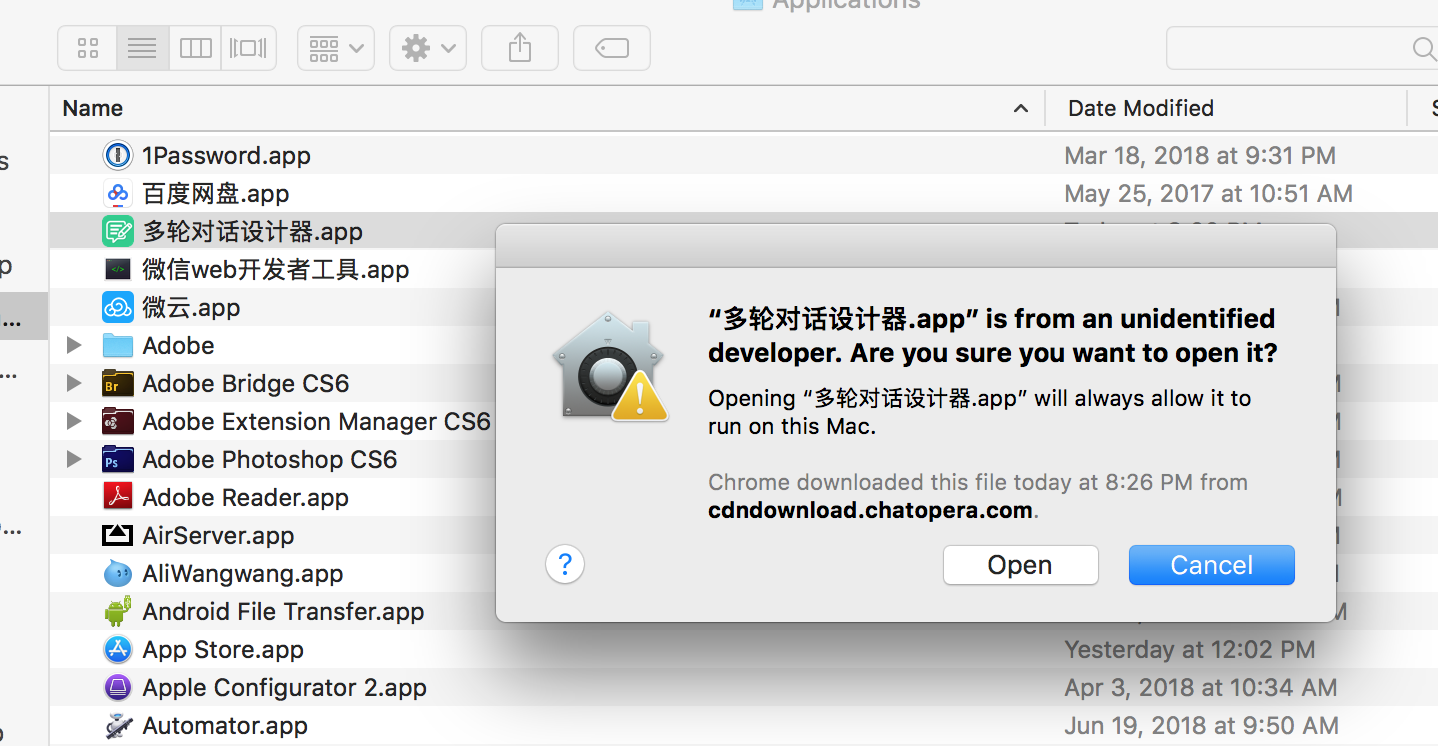 Applications
Name
Date Modified
1Password.app
Mar 18, 2018 at 9:31 PM
百度网盘.app
May 25, 2017 at 10:51 AM
多轮对话设计器.app
微信web开发者工具.app
微云.app
Adobe
Br
Adobe Bridge CS6
Adobe Extension Manager CS6
Ps
Adobe Photoshop CS6
Adobe Reader.app
AirServer.app
AliWangwang.app
Android File Transfer.app
App Store.app
Yesterday at 12:02 PM
Apple Configurator 2.app
Apr 3, 2018 at 10:34 AM
Automator.app
Jun 19, 2018 at 9:50 AM
“多轮对话设计器.app” is from an unidentified
developer. Are you sure you want to open it?
Opening “多轮对话设计器.app” will always allow it to
run on this Mac.
Chrome downloaded this file today at 8:26 PM from
cdndownload.chatopera.com.
?
Open
Cancel